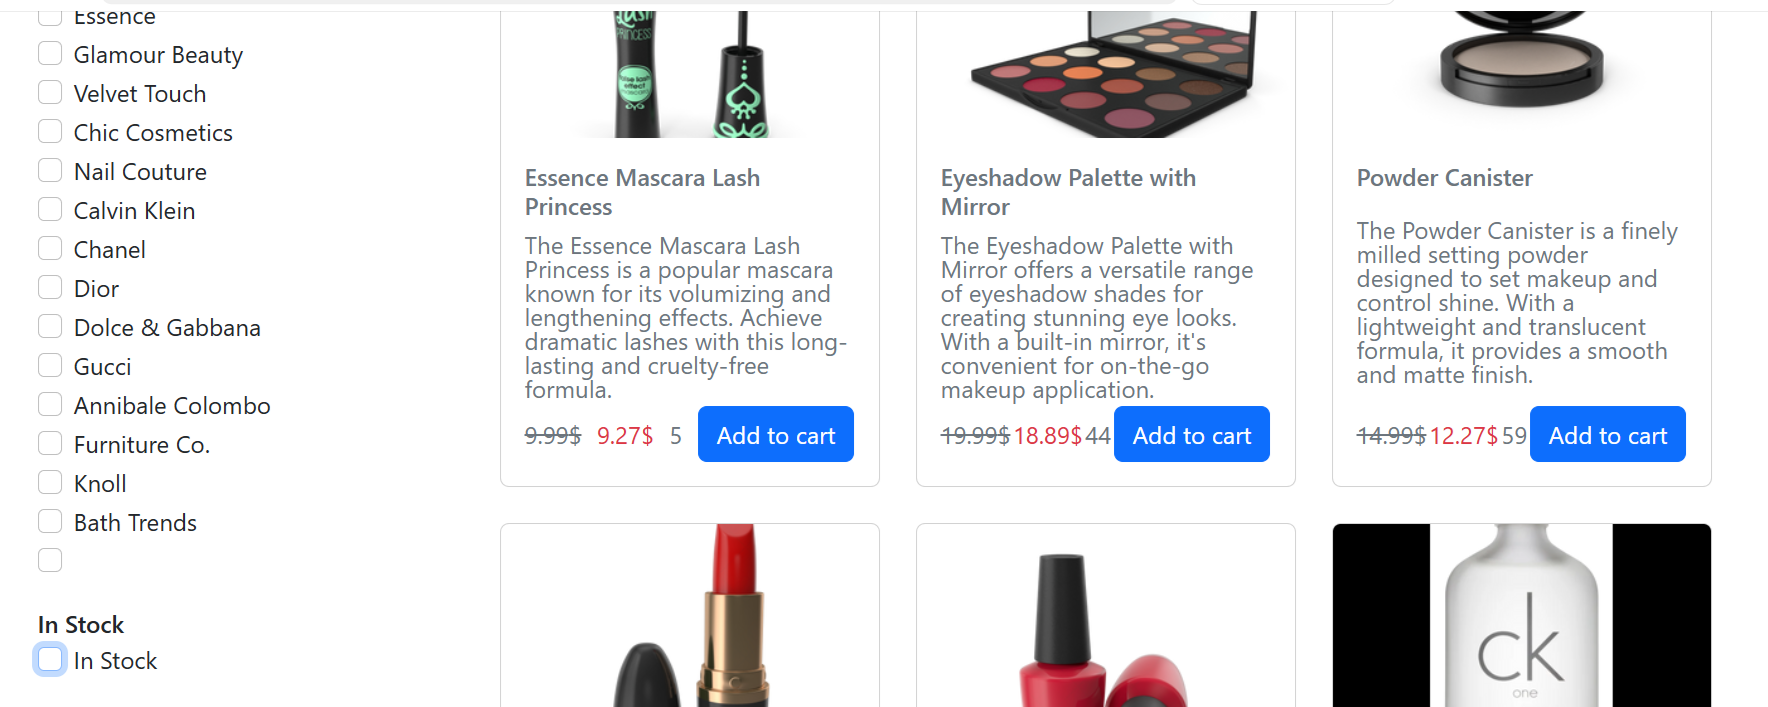 Essence
Glamour Beauty
Velvet Touch
Chic Cosmetics
Nail Couture
Calvin Klein
Chanel
Dior
Dolce & Gabbana
Gucci
Annibale Colombo
Furniture Co.
Knoll
Bath Trends
In Stock
In Stock
Lash
PRINCESS
false lash
effect
mascara
Essence Mascara Lash
Princess
The Essence Mascara Lash
Princess is a popular mascara
known for its volumizing and
lengthening effects. Achieve
dramatic lashes with this long-
lasting and cruelty-free
formula.
9.99$ 9.27$ 5 Add to cart
Eyeshadow Palette with
Mirror
The Eyeshadow Palette with
Mirror offers a versatile range
of eyeshadow shades for
creating stunning eye looks.
With a built-in mirror, it's
convenient for on-the-go
makeup application.
19.99$ 18.89$ 44 Add to cart
Powder Canister
The Powder Canister is a finely
milled setting powder
designed to set makeup and
control shine. With a
lightweight and translucent
formula, it provides a smooth
and matte finish.
14.99$ 12.27$ 59 Add to cart
ck
one